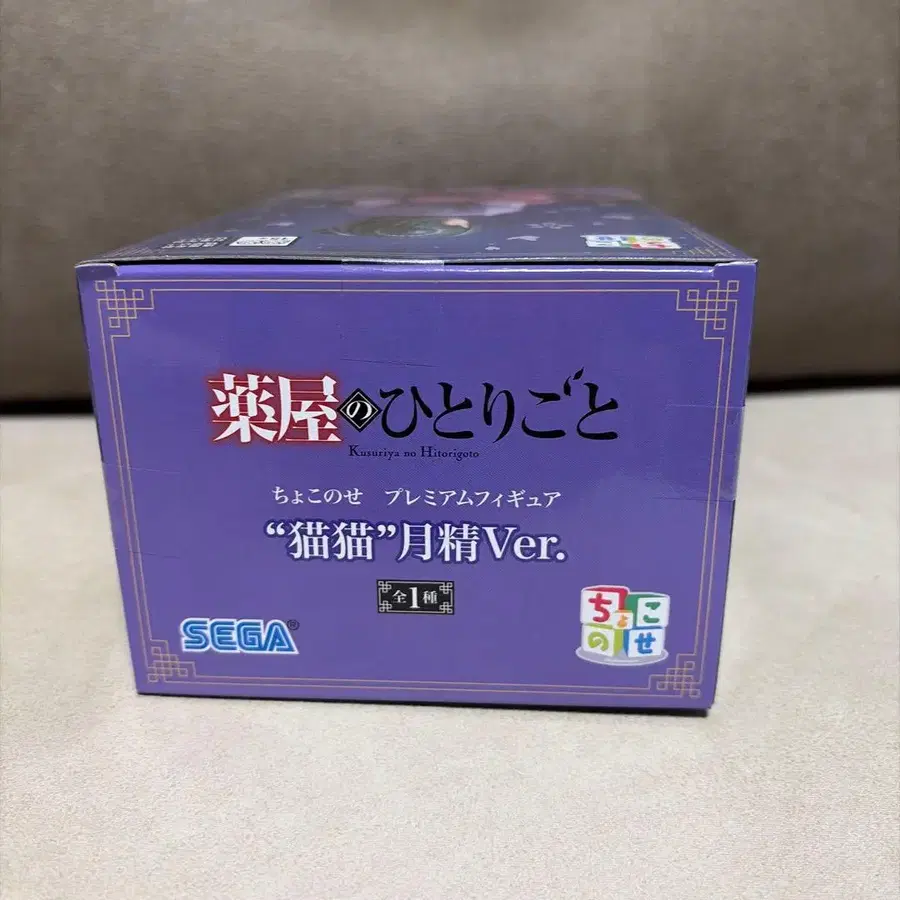 薬屋のひとりごと
Kusuriya no Hitorigoto
ちょこのせ プレミアムフィギュア
“猫猫”月精Ver.
全1種
SEGA®
ちょこのせ